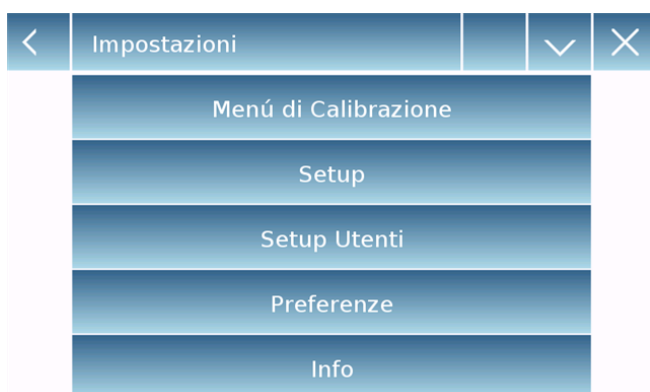 Impostazioni
Menú di Calibrazione
Setup
Setup Utenti
Preferenze
Info